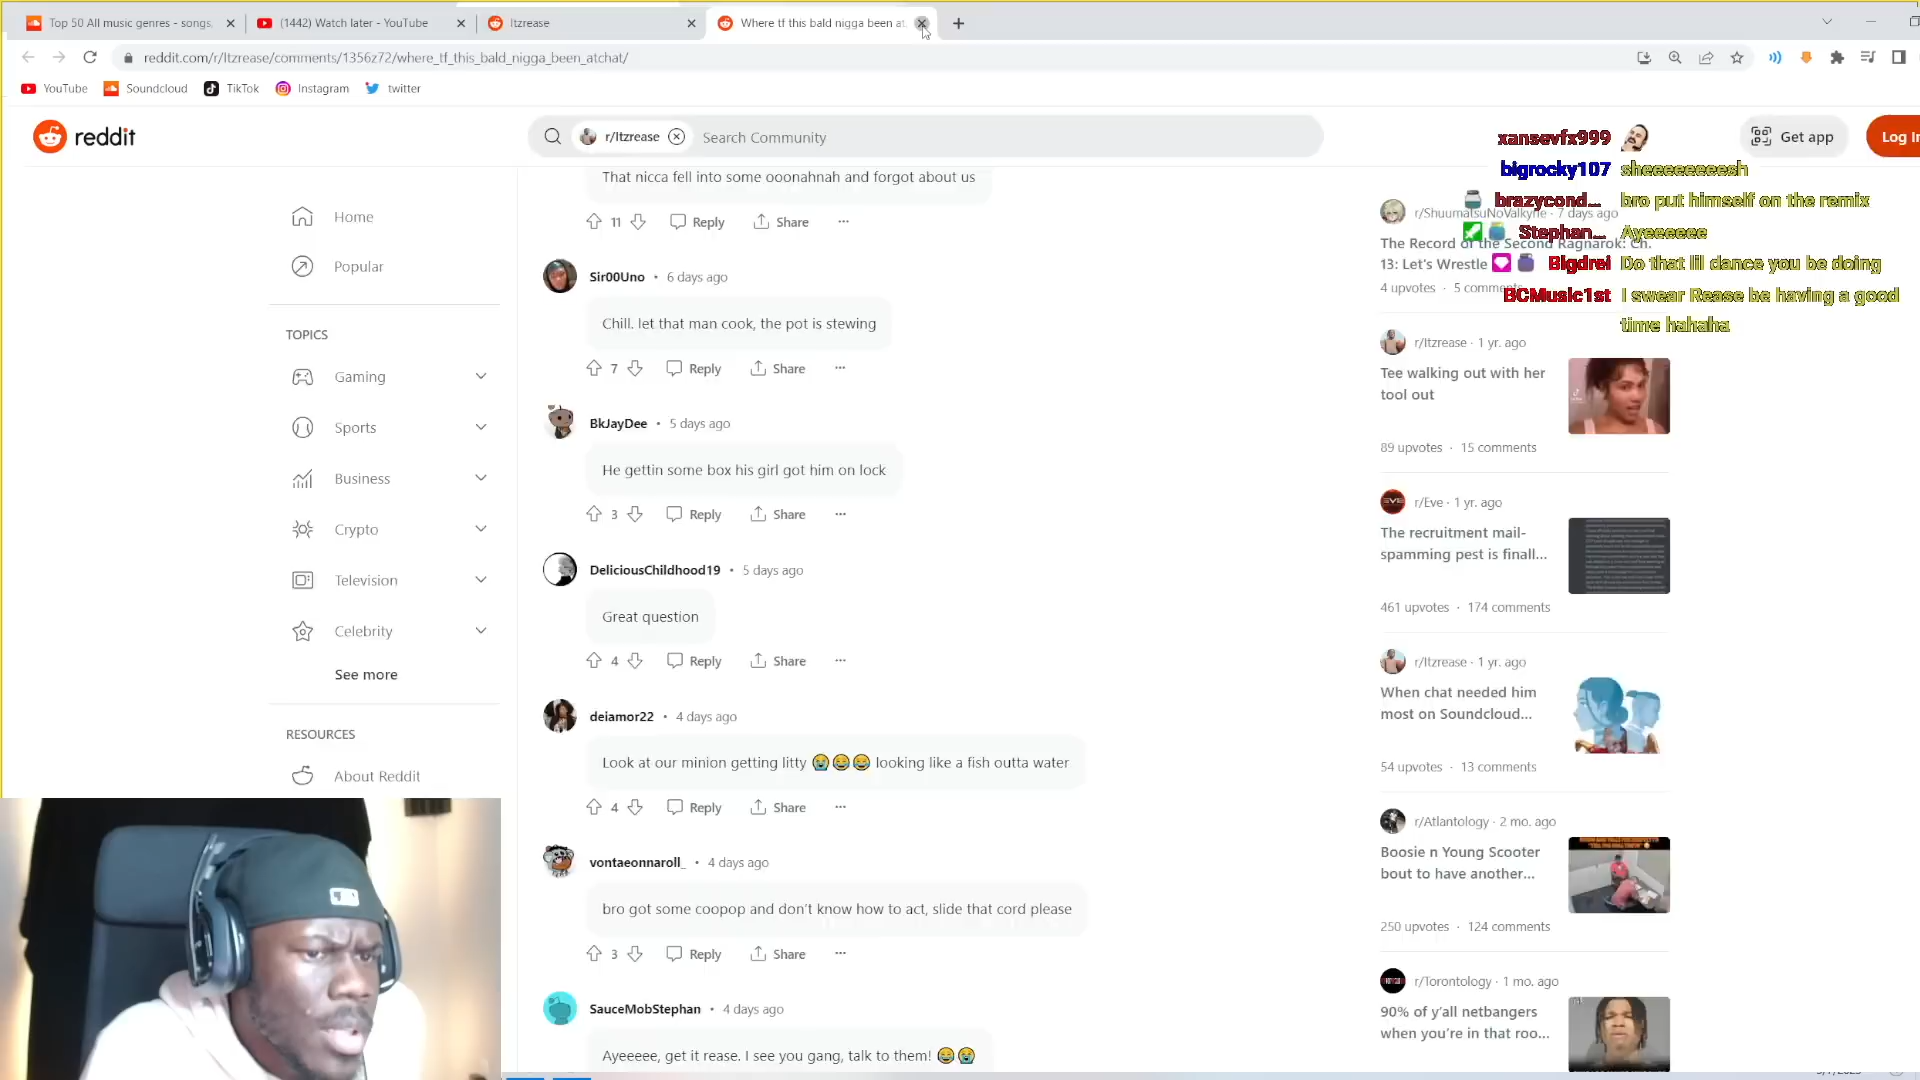 Top 50 All music genres - songs,
(1442) Watch later - YouTube
Itzrease
Where tf this bald nigga been at
reddit.com/r/Itzrease/comments/1356z72/where_tf_this_bald_nigga_been_atchat/
YouTube
Soundcloud
TikTok
Instagram
twitter
reddit
r/Itzrease
Search Community
Get app
Log In
xansevfx999
bigrocky107 sheeeeeeeesh
brazycond... bro put himself on the remix
Stephan... Ayeeeeee
Bigdrei Do that lil dance you be doing
BCMusic1st I swear Rease be having a good
time hahaha
Home
Popular
TOPICS
Gaming
Sports
Business
Crypto
Television
Celebrity
See more
RESOURCES
About Reddit
That nicca fell into some ooonahnah and forgot about us
11 Reply Share
Sir00Uno • 6 days ago
Chill. let that man cook, the pot is stewing
7 Reply Share
BkJayDee • 5 days ago
He gettin some box his girl got him on lock
3 Reply Share
DeliciousChildhood19 • 5 days ago
Great question
4 Reply Share
deiamor22 • 4 days ago
Look at our minion getting litty 😭😂😂 looking like a fish outta water
4 Reply Share
vontaeonnaroll_ • 4 days ago
bro got some coopop and don't know how to act, slide that cord please
3 Reply Share
SauceMobStephan • 4 days ago
Ayeeeee, get it rease. I see you gang, talk to them! 😂😭
r/ShuumatsuNoValkyrie · 7 days ago
The Record of the Second Ragnarok: Ch.
13: Let's Wrestle
4 upvotes · 5 comments
r/Itzrease · 1 yr. ago
Tee walking out with her
tool out
89 upvotes · 15 comments
r/Eve · 1 yr. ago
The recruitment mail-
spamming pest is finall...
461 upvotes · 174 comments
r/Itzrease · 1 yr. ago
When chat needed him
most on Soundcloud...
54 upvotes · 13 comments
r/Atlantology · 2 mo. ago
Boosie n Young Scooter
bout to have another...
250 upvotes · 124 comments
r/Torontology · 1 mo. ago
90% of y'all netbangers
when you're in that roo...